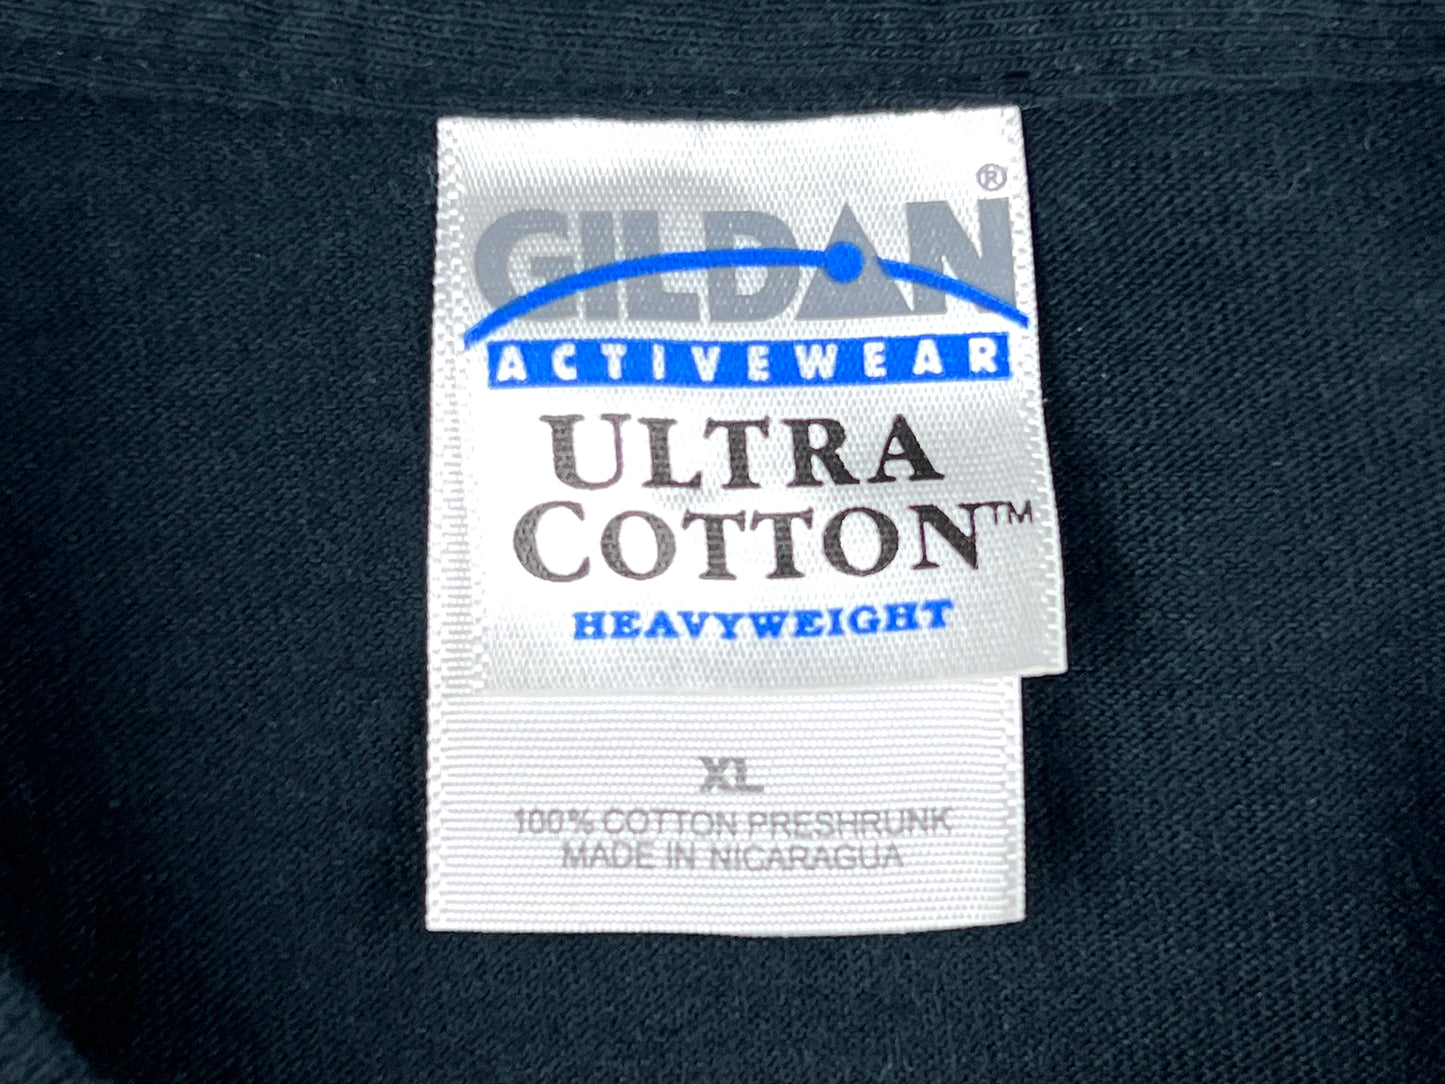 GILDAN®
ACTIVEWEAR
ULTRA
COTTON™
HEAVYWEIGHT
XL
100% COTTON PRESHRUNK
MADE IN NICARAGUA